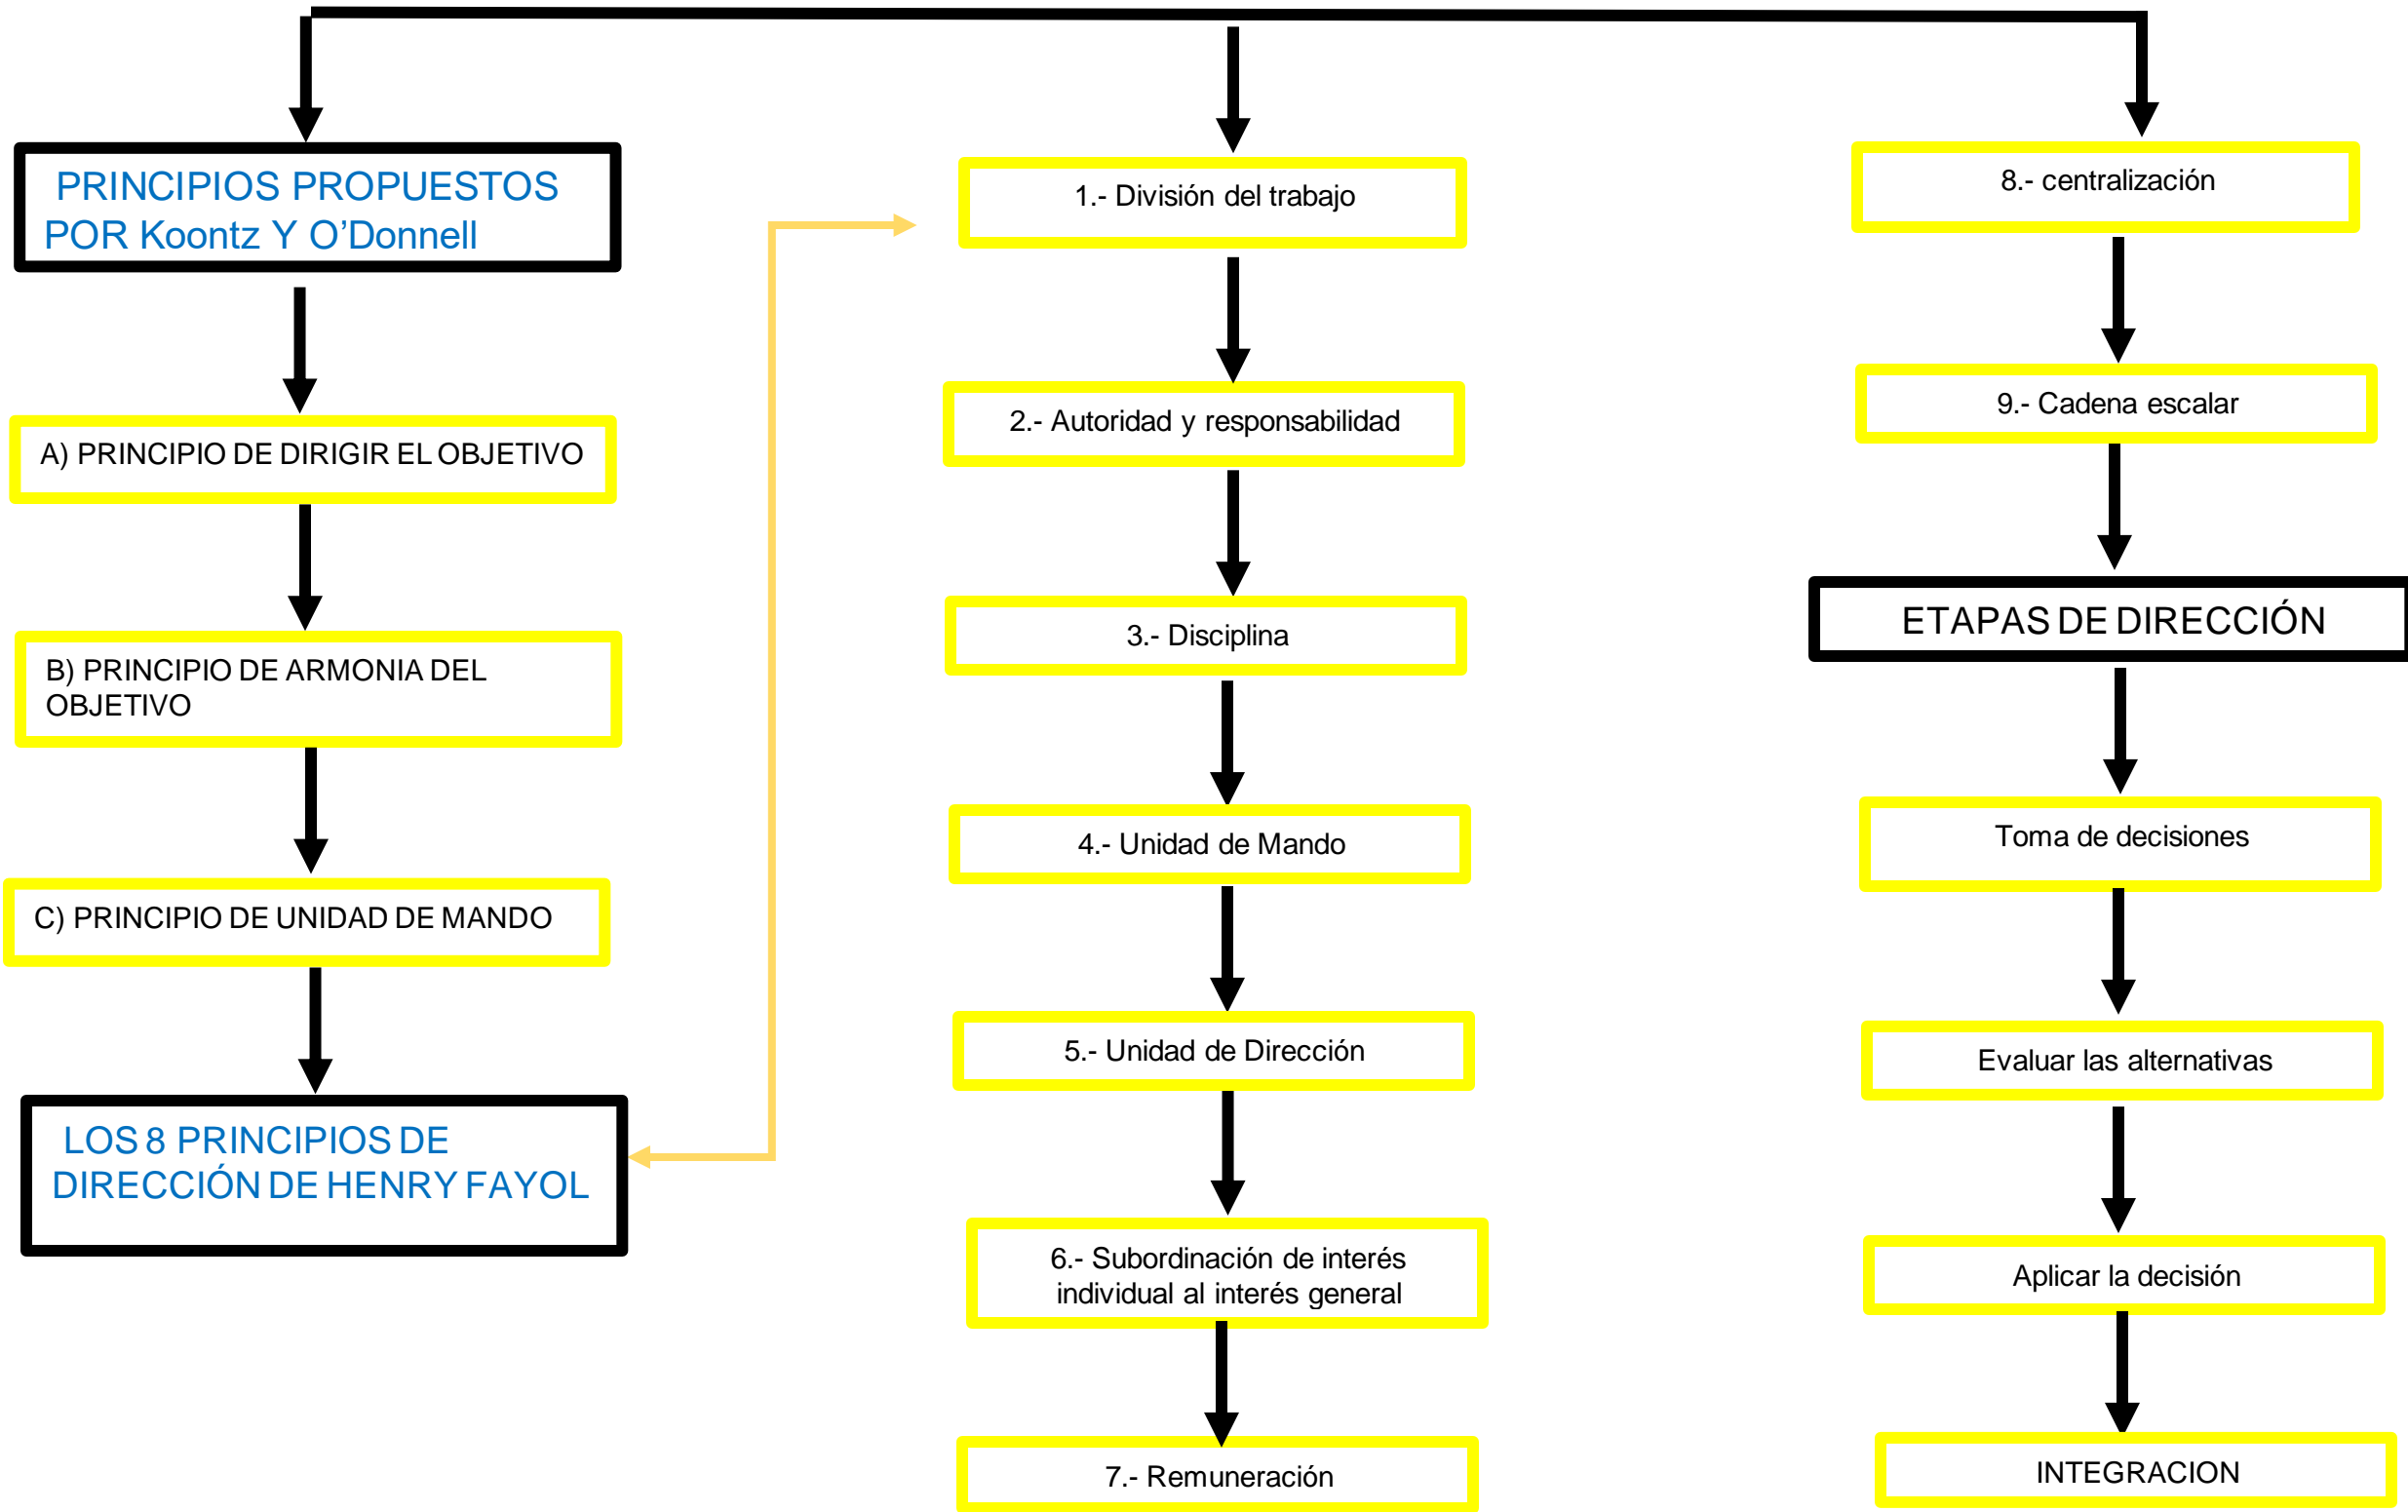 PRINCIPIOS PROPUESTOS
POR Koontz Y O’Donnell
A) PRINCIPIO DE DIRIGIR EL OBJETIVO
B) PRINCIPIO DE ARMONIA DEL
OBJETIVO
C) PRINCIPIO DE UNIDAD DE MANDO
LOS 8 PRINCIPIOS DE
DIRECCIÓN DE HENRY FAYOL
1.- División del trabajo
2.- Autoridad y responsabilidad
3.- Disciplina
4.- Unidad de Mando
5.- Unidad de Dirección
6.- Subordinación de interés
individual al interés general
7.- Remuneración
8.- centralización
9.- Cadena escalar
ETAPAS DE DIRECCIÓN
Toma de decisiones
Evaluar las alternativas
Aplicar la decisión
INTEGRACION